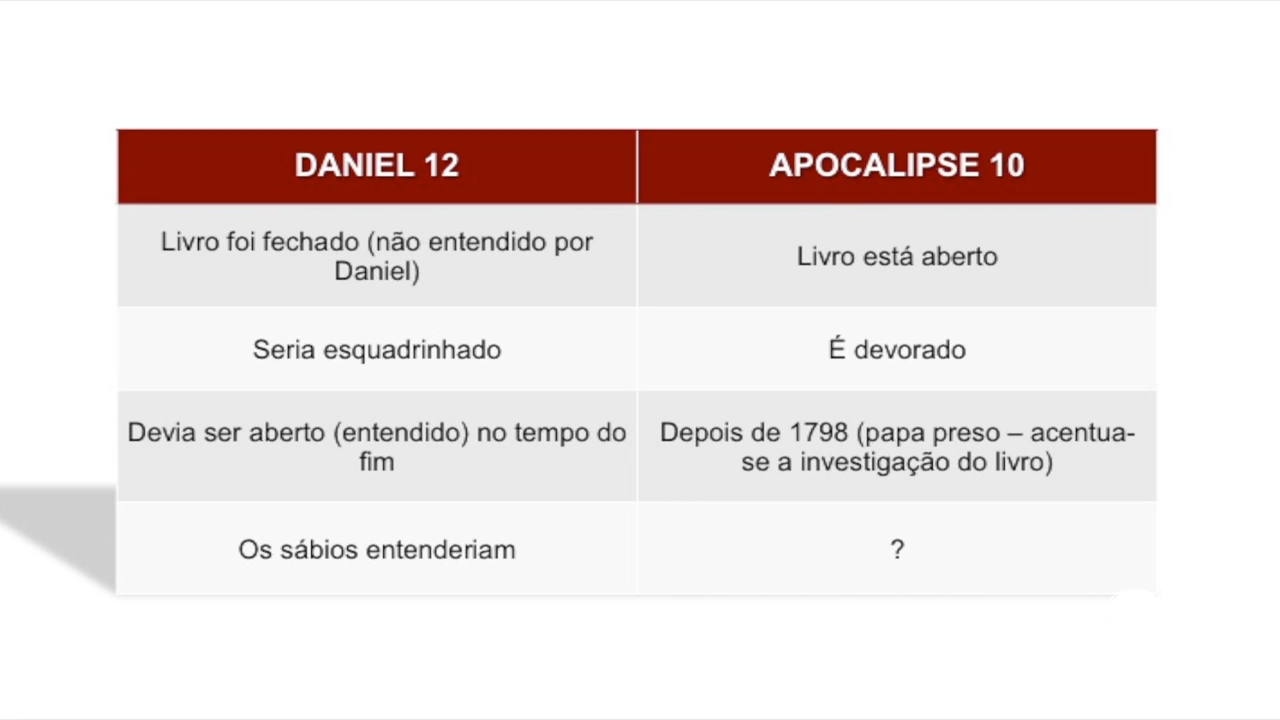 DANIEL 12
APOCALIPSE 10
Livro foi fechado (não entendido por
Daniel)
Livro está aberto
Seria esquadrinhado
É devorado
Devia ser aberto (entendido) no tempo do
fim
Depois de 1798 (papa preso – acentua-
se a investigação do livro)
Os sábios entenderiam
?